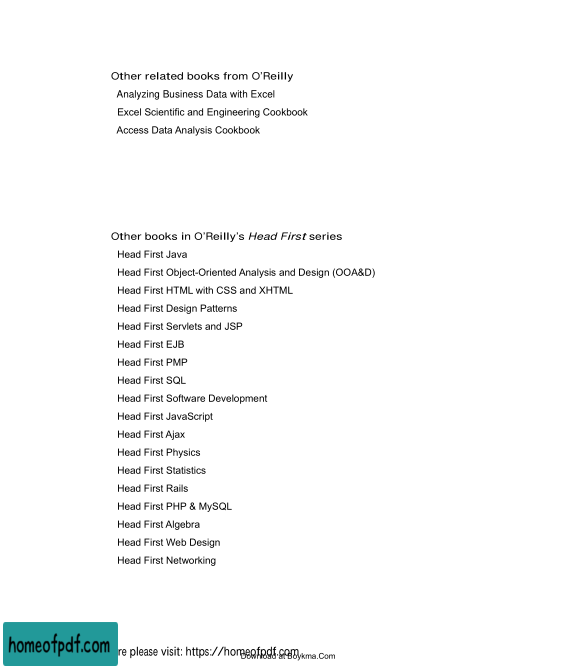 Other related books from O'Reilly
Analyzing Business Data with Excel
Excel Scientific and Engineering Cookbook
Access Data Analysis Cookbook
Other books in O'Reilly's Head First series
Head First Java
Head First Object-Oriented Analysis and Design (OOA&D)
Head First HTML with CSS and XHTML
Head First Design Patterns
Head First Servlets and JSP
Head First EJB
Head First PMP
Head First SQL
Head First Software Development
Head First JavaScript
Head First Ajax
Head First Physics
Head First Statistics
Head First Rails
Head First PHP & MySQL
Head First Algebra
Head First Web Design
Head First Networking
homeofpdf.com
re please visit: https://homeofpdf.com
Download at Boykma.Com